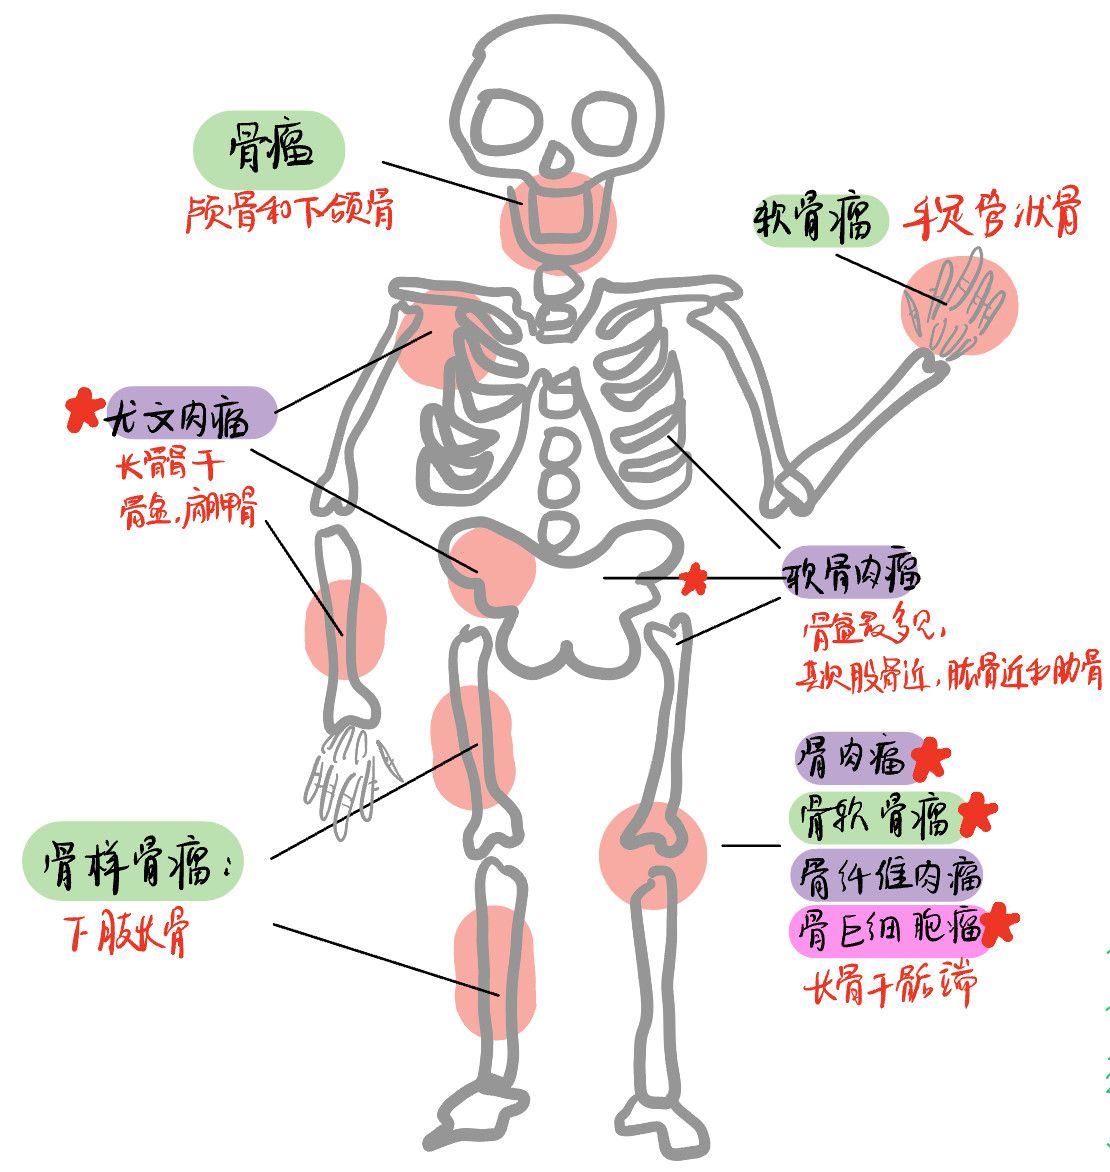 骨瘤
颅骨和下颌骨
软骨瘤 手足管状骨
尤文肉瘤
长骨骨干
骨盆，肩胛骨
软骨肉瘤
骨盆最多见，
其次股骨近，肱骨近和肋骨
骨肉瘤
骨软骨瘤
骨纤维肉瘤
骨巨细胞瘤
长骨干骺端
骨样骨瘤：
下肢长骨